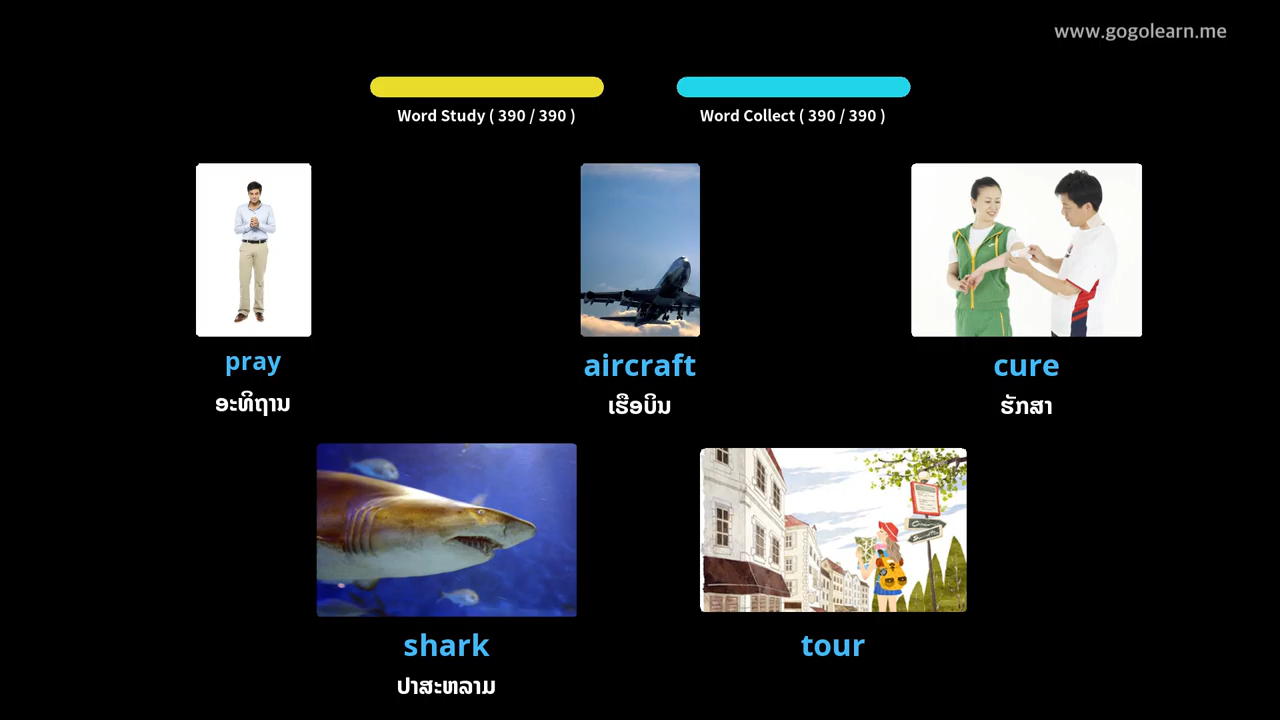 www.gogolearn.me
Word Study ( 390 / 390 )
Word Collect ( 390 / 390 )
pray
ອະທິຖານ
aircraft
ເຮືອບິນ
cure
ຮັກສາ
shark
ປາສະຫລາມ
tour